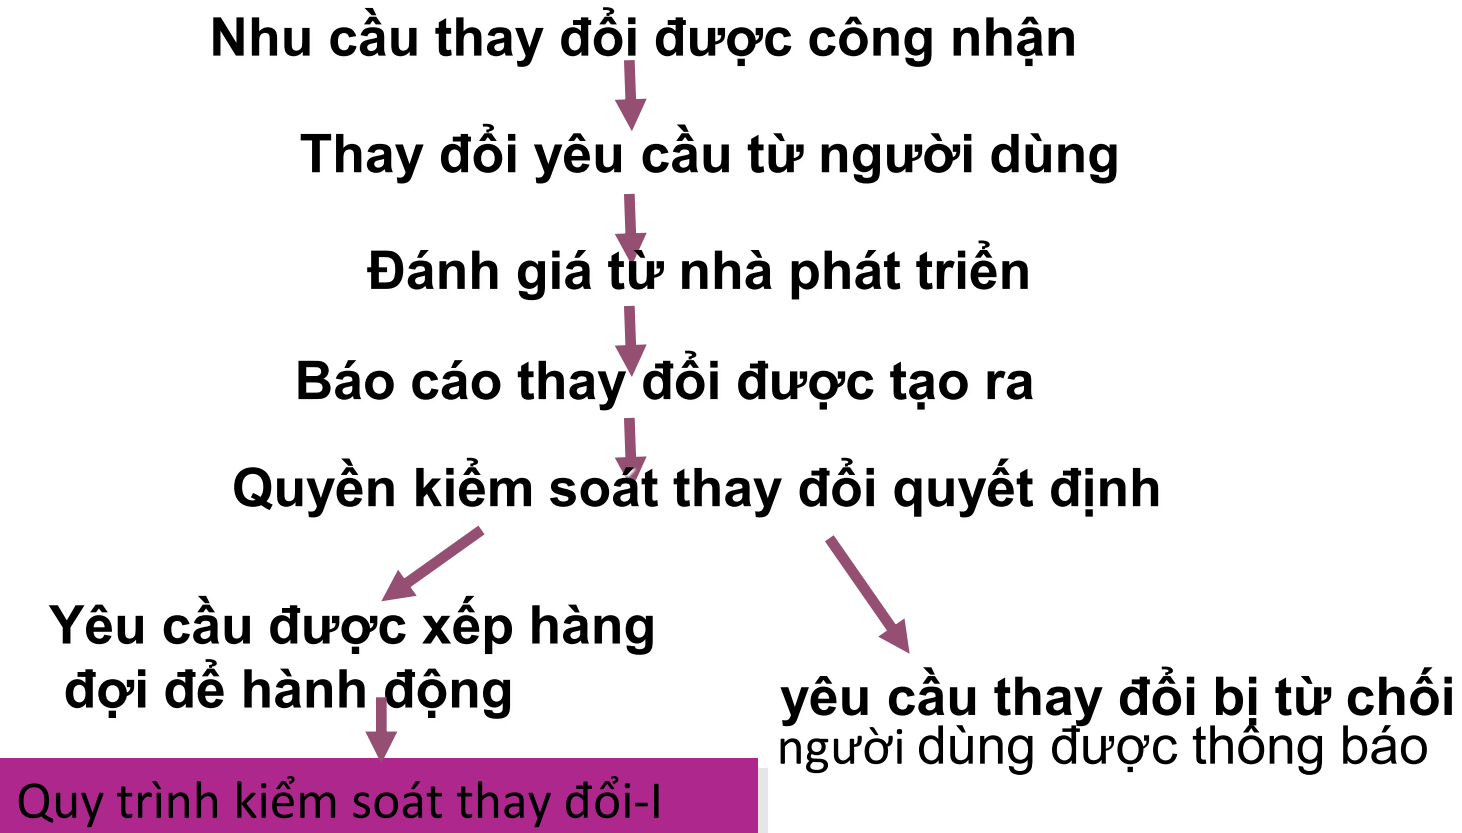 Nhu cầu thay đổi được công nhận
Thay đổi yêu cầu từ người dùng
Đánh giá từ nhà phát triển
Báo cáo thay đổi được tạo ra
Quyền kiểm soát thay đổi quyết định
Yêu cầu được xếp hàng
đợi để hành động
yêu cầu thay đổi bị từ chối
người dùng được thông báo
Quy trình kiểm soát thay đổi-I